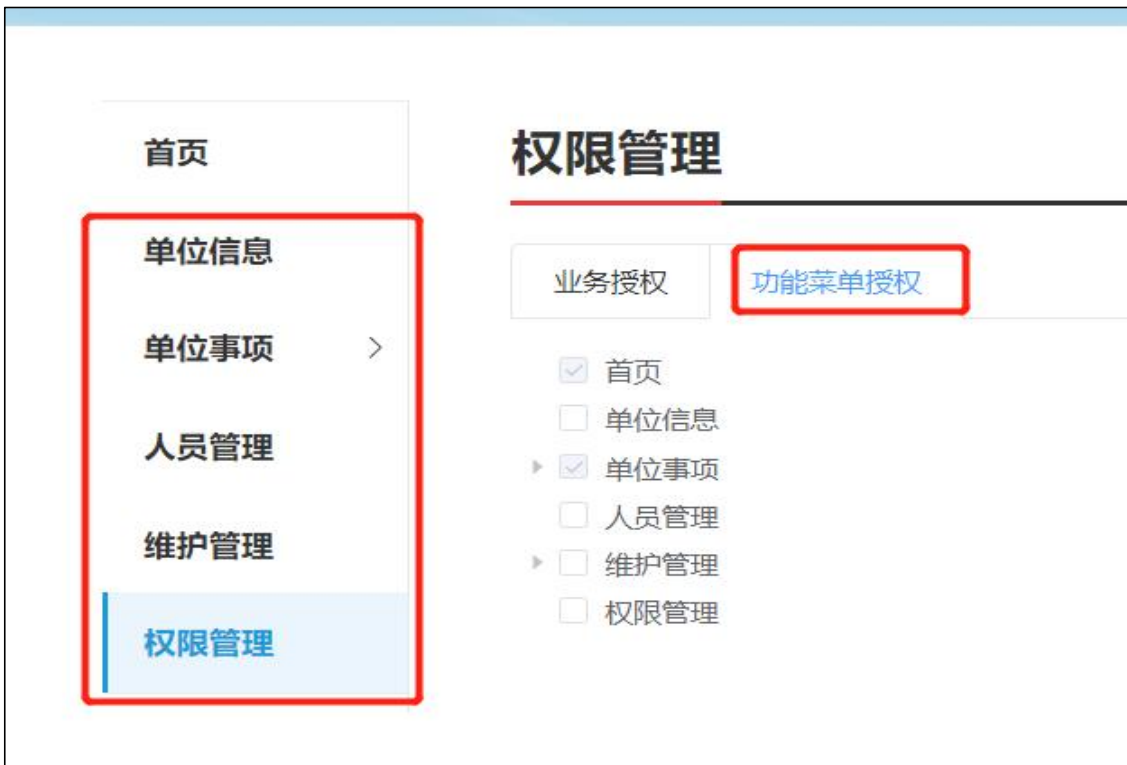 首页
单位信息
单位事项
人员管理
维护管理
权限管理
权限管理
业务授权 功能菜单授权
首页
单位信息
单位事项
人员管理
维护管理
权限管理